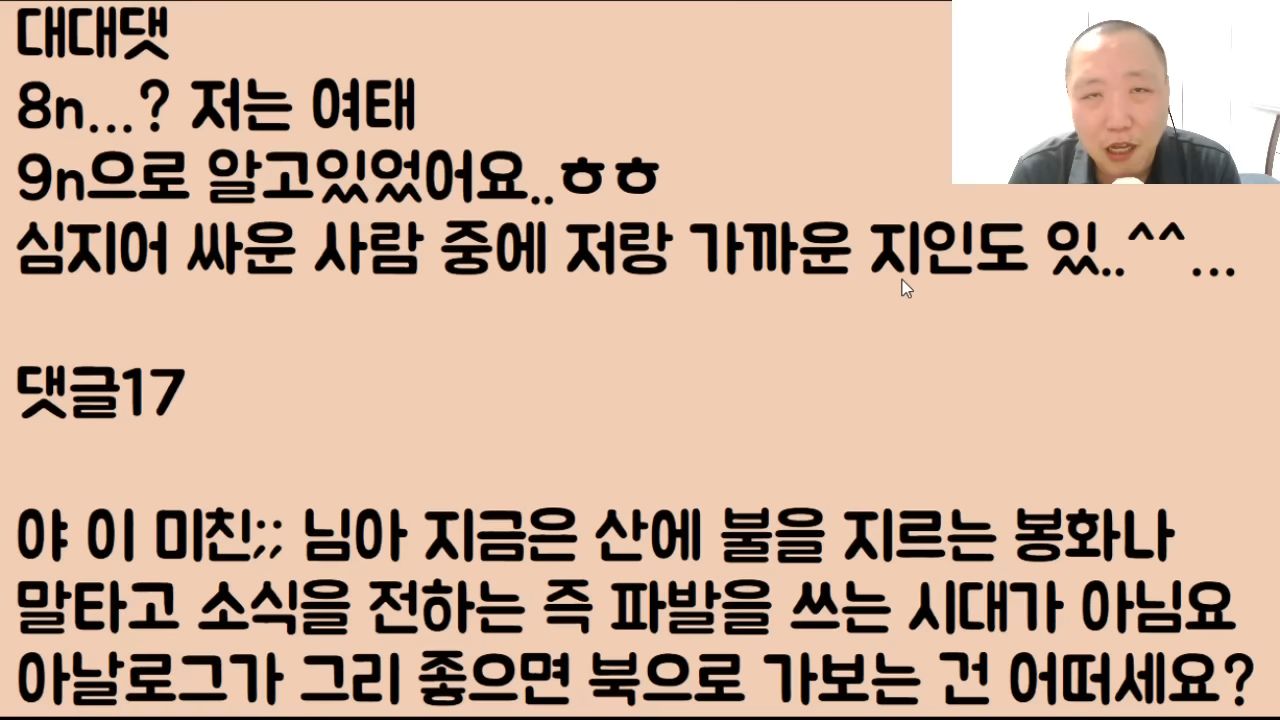 대대댓
8n...? 저는 여태
9n으로 알고있었어요..ㅎㅎ
심지어 싸운 사람 중에 저랑 가까운 지인도 있..^^...
댓글17
야 이 미친;; 님아 지금은 산에 불을 지르는 봉화나
말타고 소식을 전하는 즉 파발을 쓰는 시대가 아님요
아날로그가 그리 좋으면 북으로 가보는 건 어떠세요?